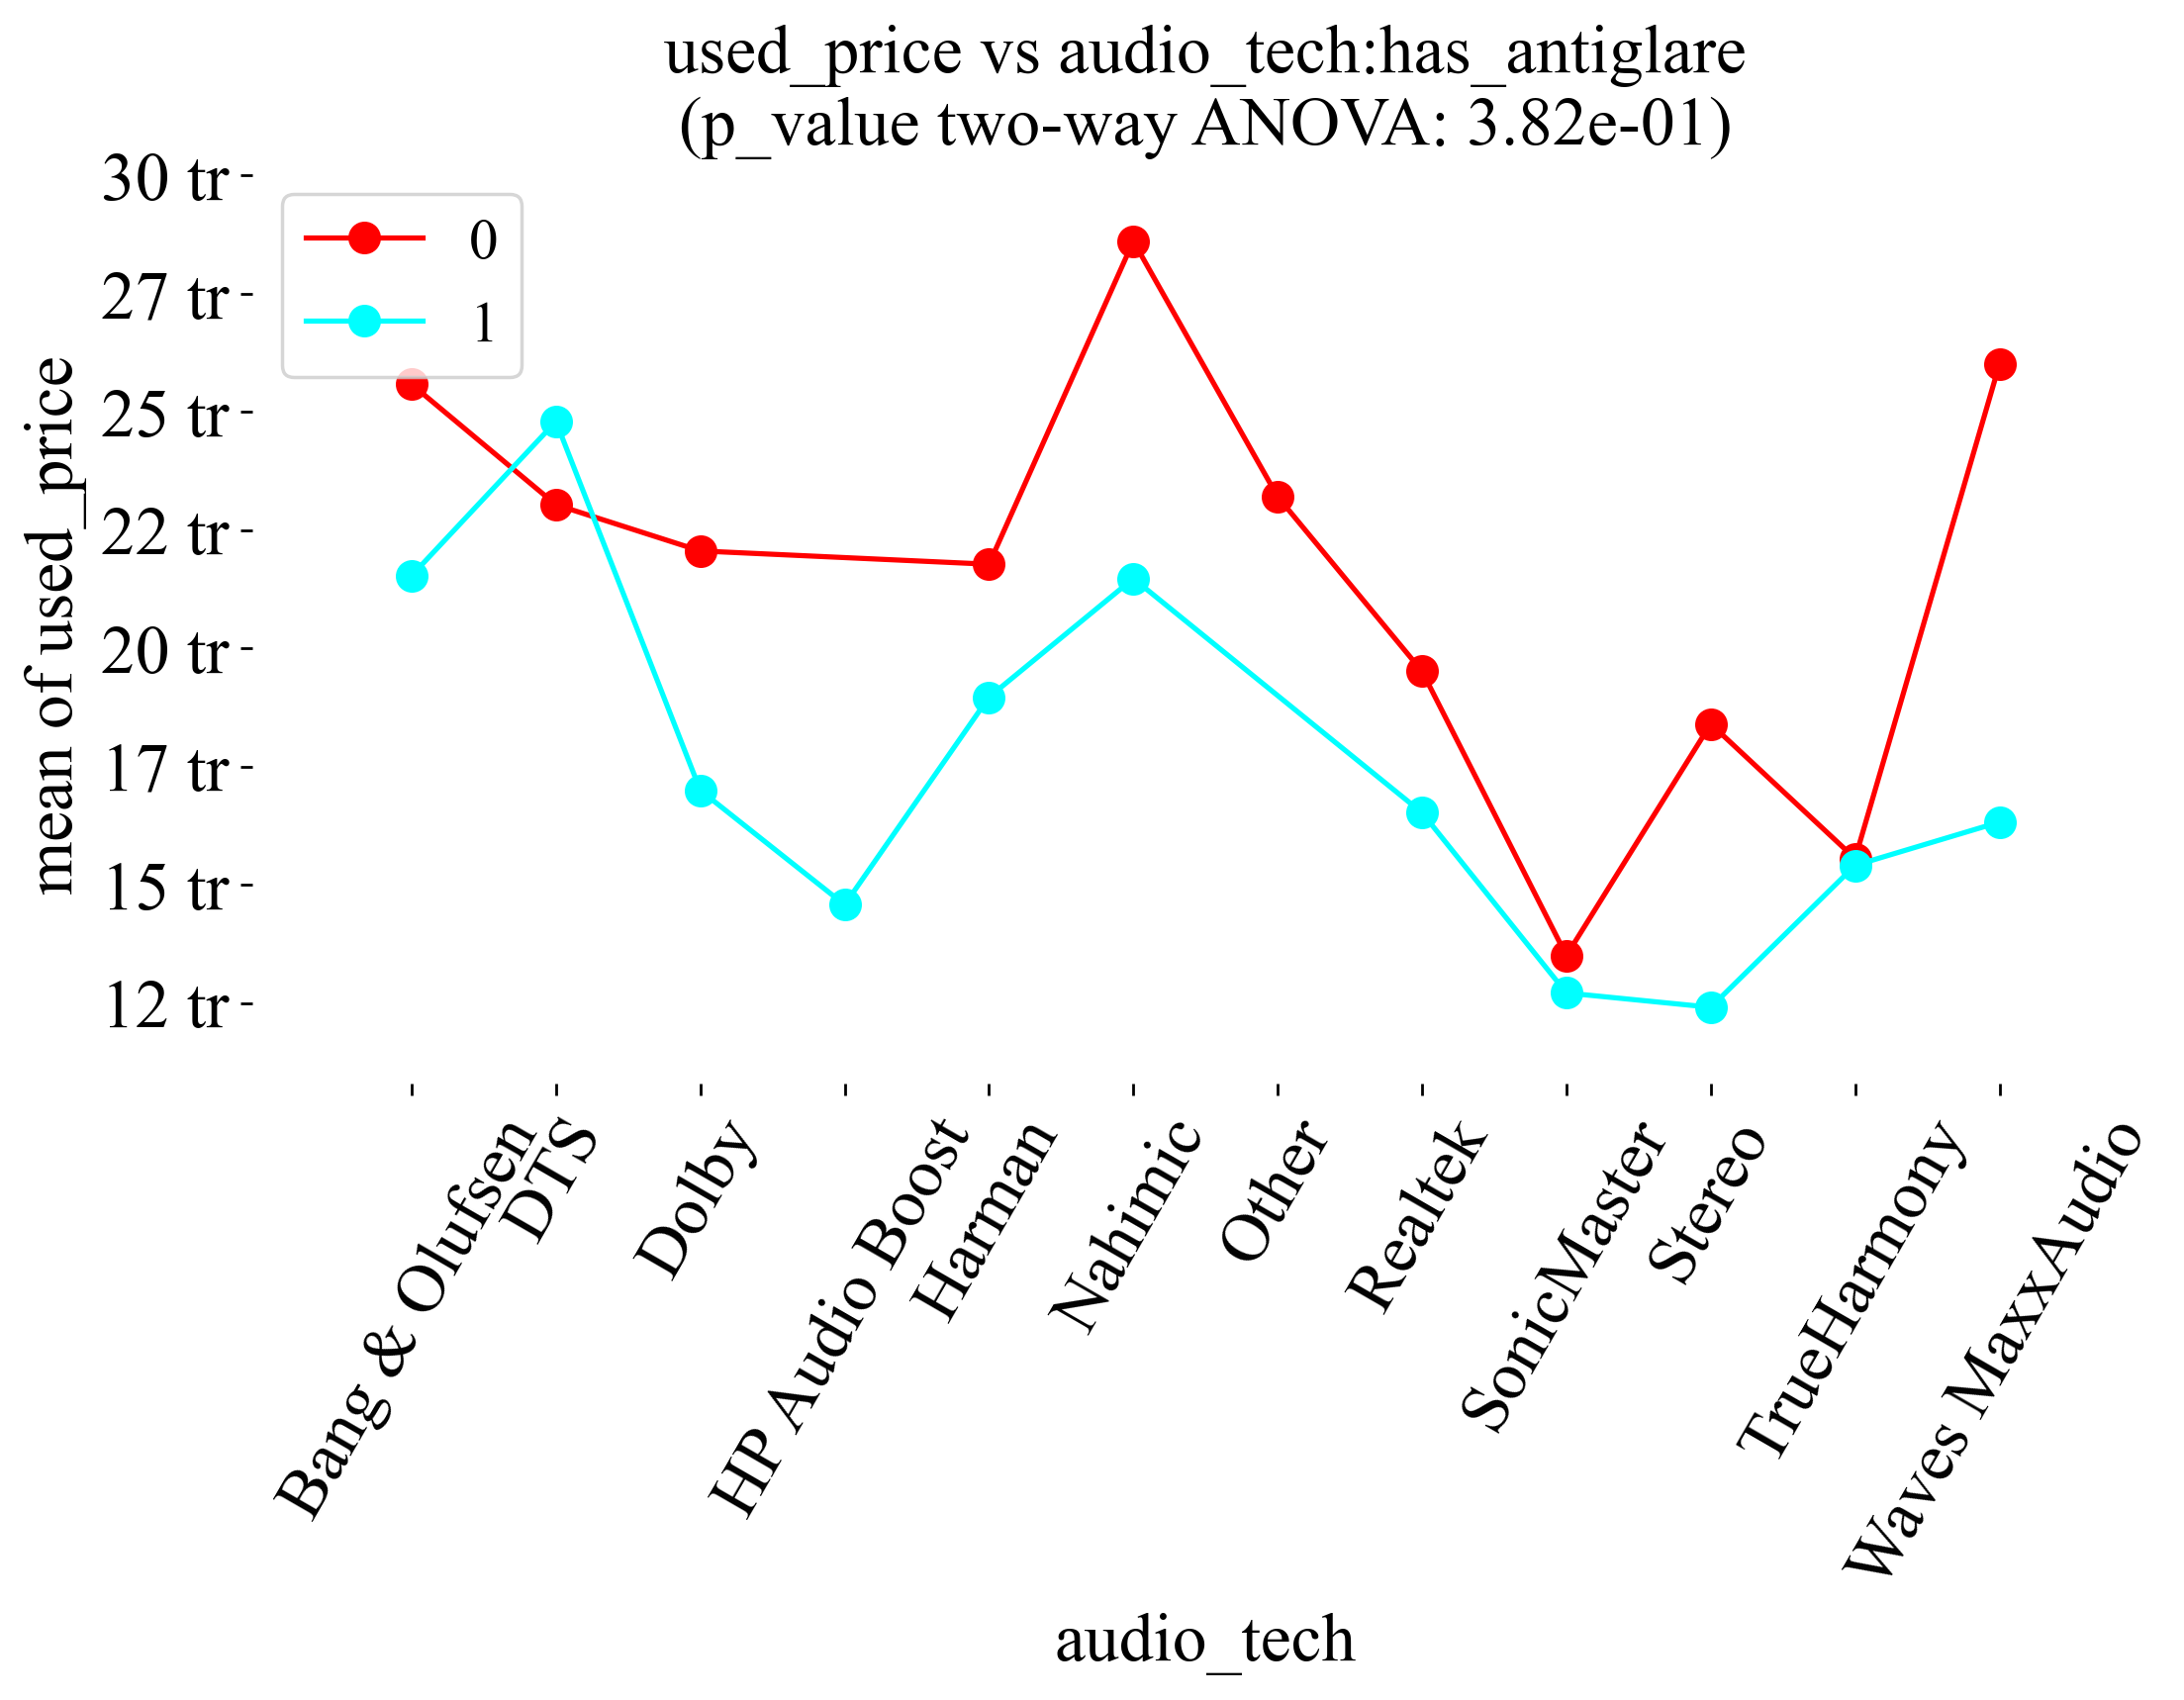 used_price vs audio_tech:has_antiglare
(p_value two-way ANOVA: 3.82e-01)
30 tr
27 tr
25 tr
22 tr
20 tr
17 tr
15 tr
12 tr
mean of used_price
0
1
Bang & Olufsen
DTS
Dolby
HP Audio Boost
Harman
Nahimic
Other
Realtek
SonicMaster
Stereo
TrueHarmony
Waves MaxxAudio
audio_tech